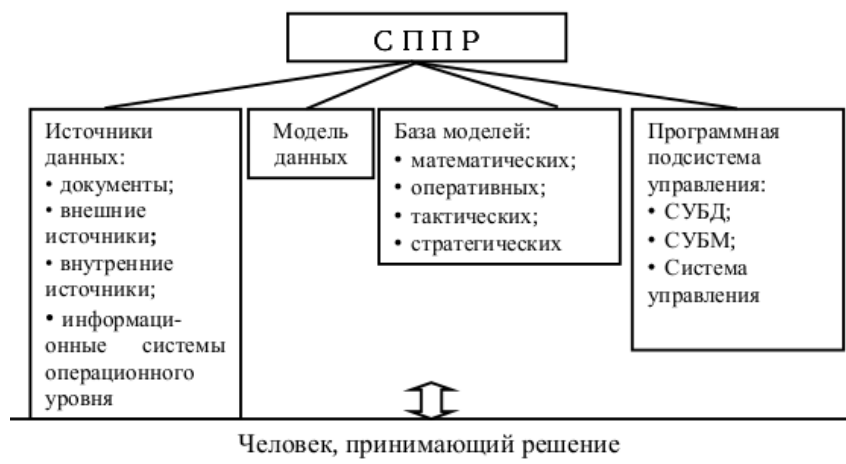 СППР
Источники
данных:
• документы;
• внешние
источники;
• внутренние
источники;
• информаци-
онные системы
операционного
уровня
Модель
данных
База моделей:
• математических;
• оперативных;
• тактических;
• стратегических
Программная
подсистема
управления:
• СУБД;
• СУБМ;
• Система
управления
Человек, принимающий решение